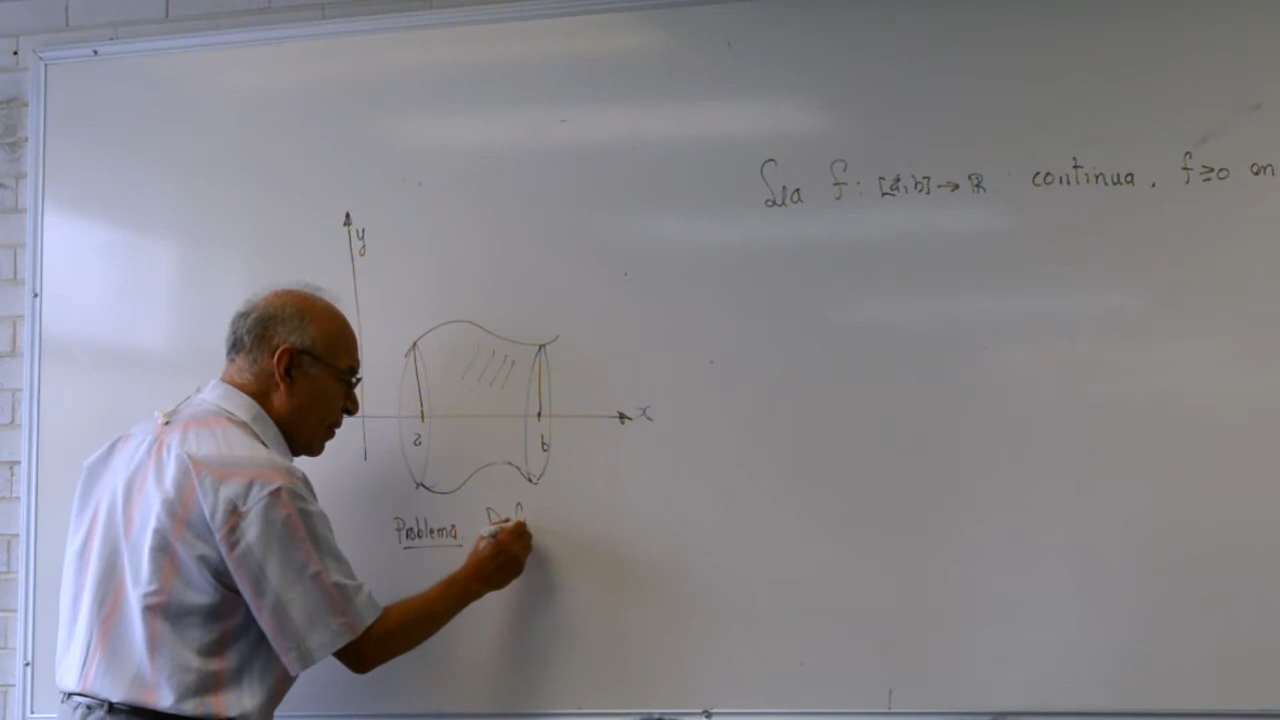 Sea f: [a,b] → ℝ continua, f ≥ 0 en
y
x
a b
Problema.